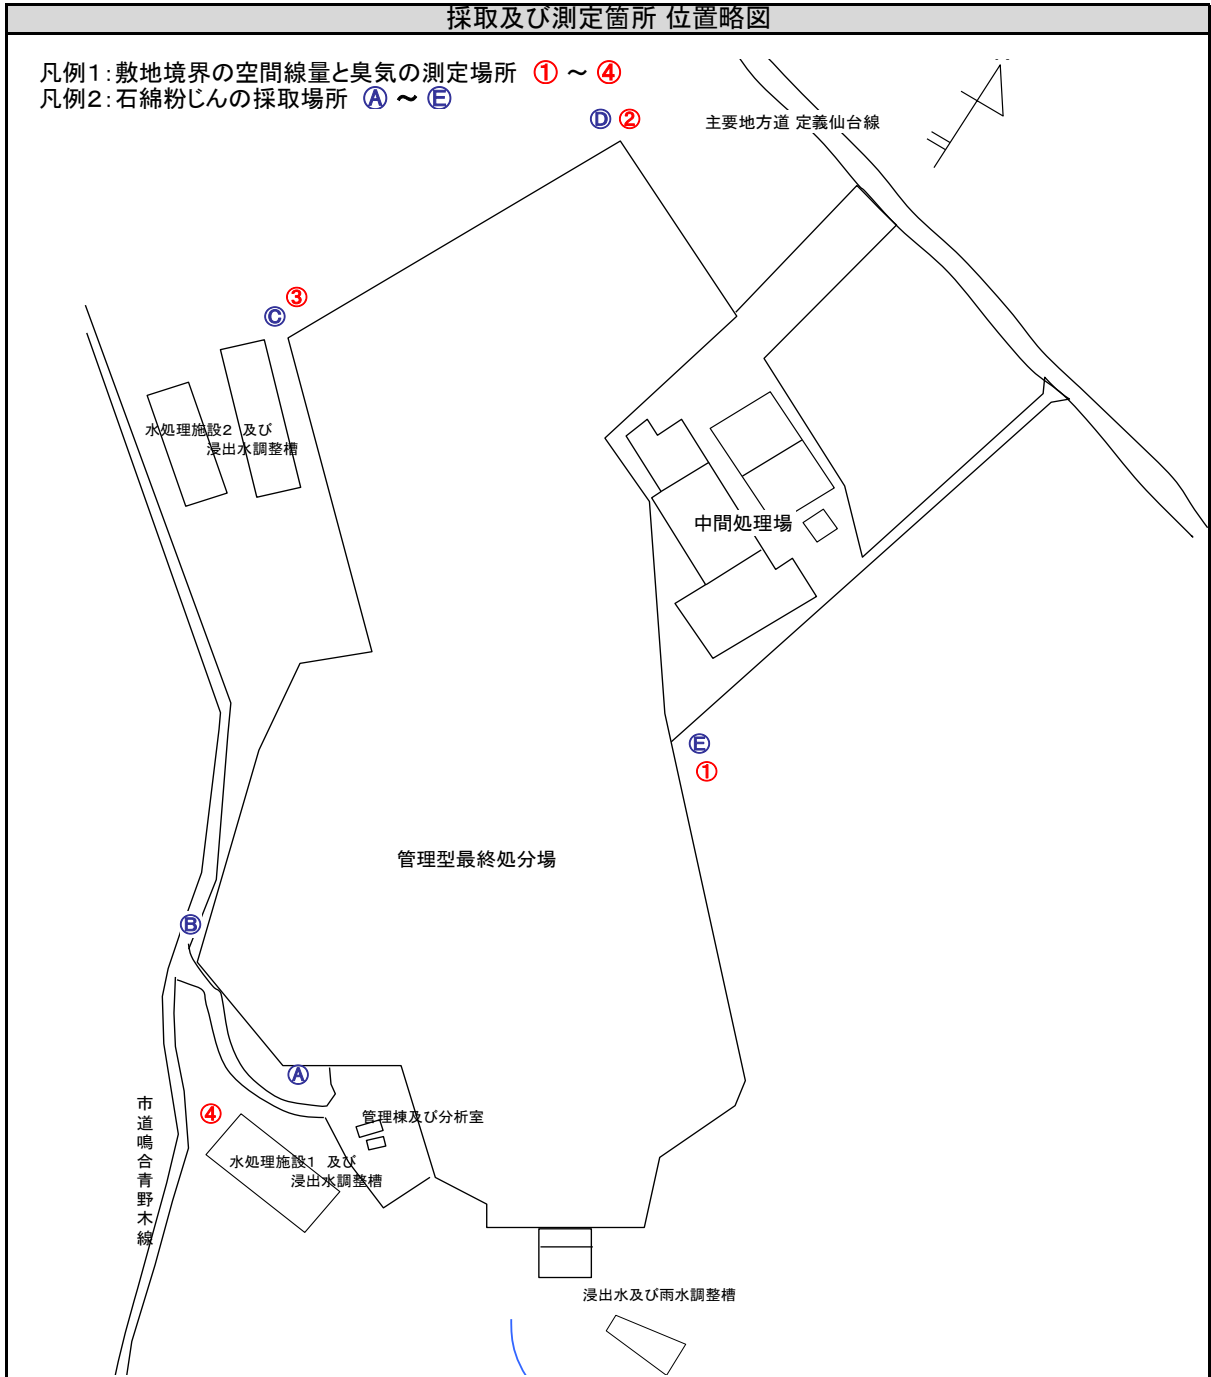 採取及び測定箇所 位置略図
凡例1:敷地境界の空間線量と臭気の測定場所 ① ～ ④
凡例2:石綿粉じんの採取場所 Ⓐ ～ Ⓔ
Ⓓ ②
主要地方道 定義仙台線
③
Ⓒ
水処理施設2 及び
浸出水調整槽
中間処理場
Ⓔ
①
管理型最終処分場
Ⓑ
Ⓐ
④
管理棟及び分析室
水処理施設1 及び
浸出水調整槽
市道鳴合青野木線
浸出水及び雨水調整槽